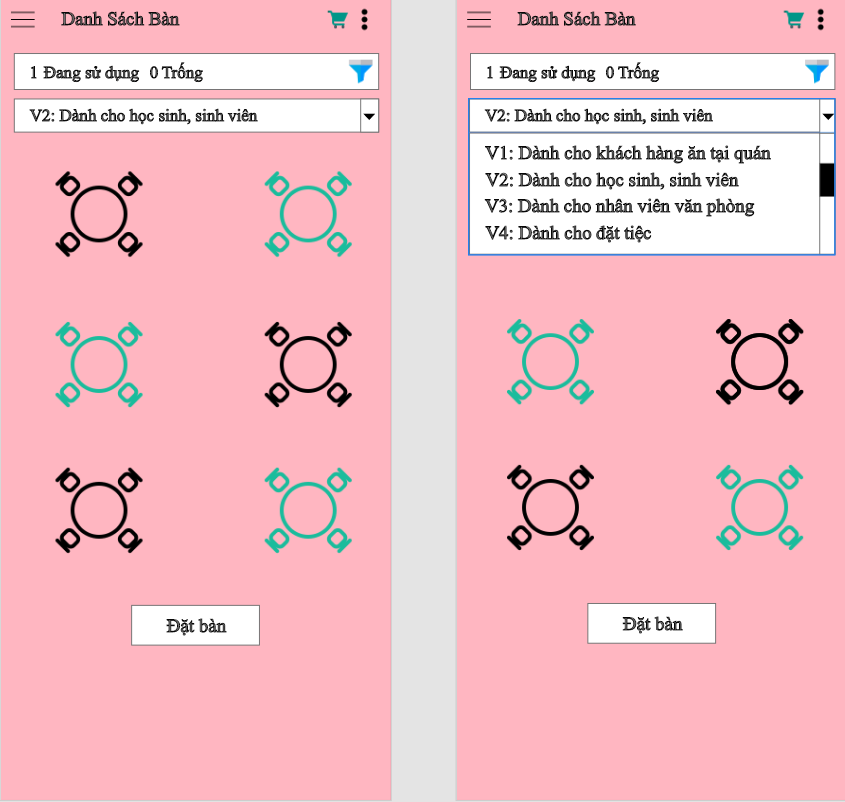 Danh Sách Bàn
1 Đang sử dụng 0 Trống
V2: Dành cho học sinh, sinh viên
Đặt bàn
Danh Sách Bàn
1 Đang sử dụng 0 Trống
V2: Dành cho học sinh, sinh viên
V1: Dành cho khách hàng ăn tại quán
V2: Dành cho học sinh, sinh viên
V3: Dành cho nhân viên văn phòng
V4: Dành cho đặt tiệc
Đặt bàn